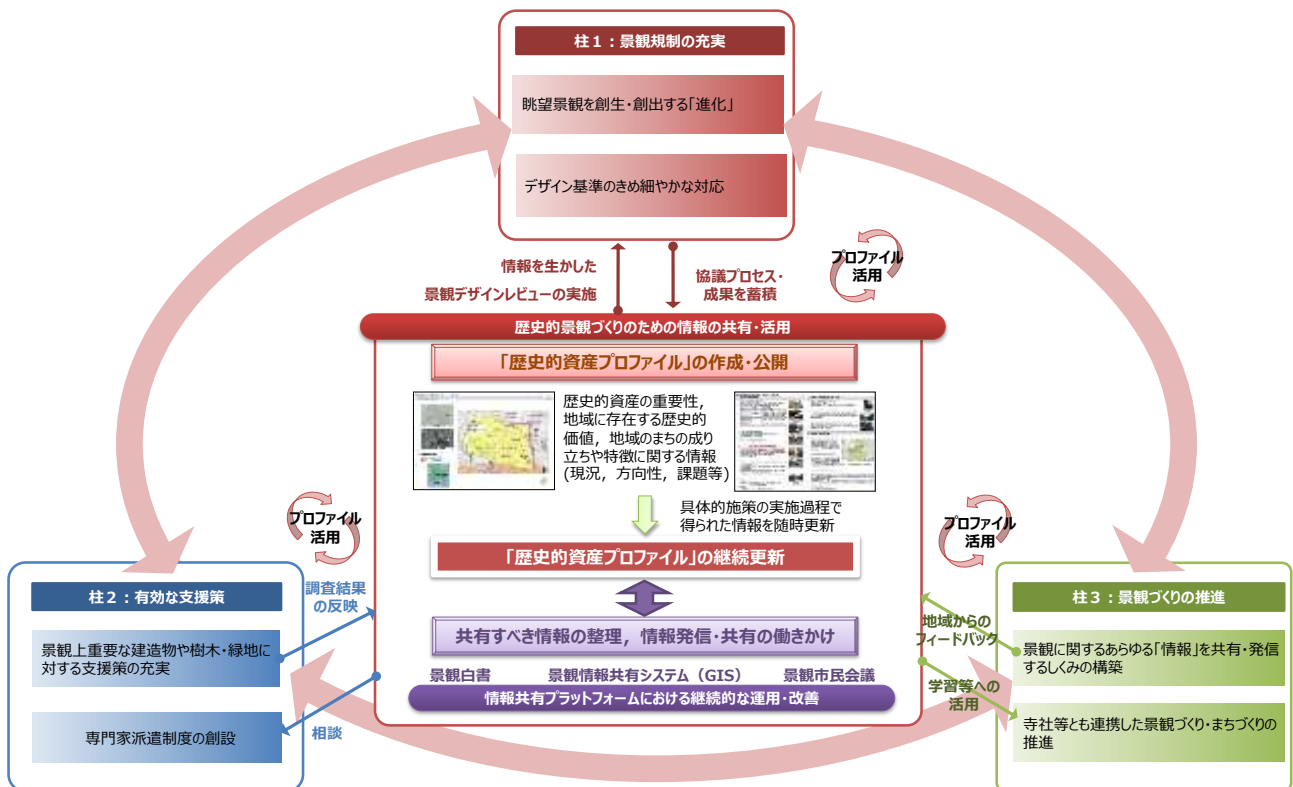 柱１：景観規制の充実
眺望景観を創生・創出する「進化」
デザイン基準のきめ細やかな対応
情報を生かした
景観デザインレビューの実施
協議プロセス・
成果を蓄積
プロファイル
活用
歴史的景観づくりのための情報の共有・活用
「歴史的資産プロファイル」の作成・公開
歴史的資産の重要性，
地域に存在する歴史的
価値，地域のまちの成り
立ちや特徴に関する情報
(現況，方向性，課題等)
具体的施策の実施過程で
得られた情報を随時更新
「歴史的資産プロファイル」の継続更新
共有すべき情報の整理，情報発信・共有の働きかけ
景観白書
景観情報共有システム（GIS）
景観市民会議
情報共有プラットフォームにおける継続的な運用・改善
プロファイル
活用
柱２：有効な支援策
景観上重要な建造物や樹木・緑地に
対する支援策の充実
専門家派遣制度の創設
調査結果
の反映
相談
プロファイル
活用
柱３：景観づくりの推進
地域からの
フィードバック
景観に関するあらゆる「情報」を共有・発信
するしくみの構築
学習等への
活用
寺社等とも連携した景観づくり・まちづくりの
推進